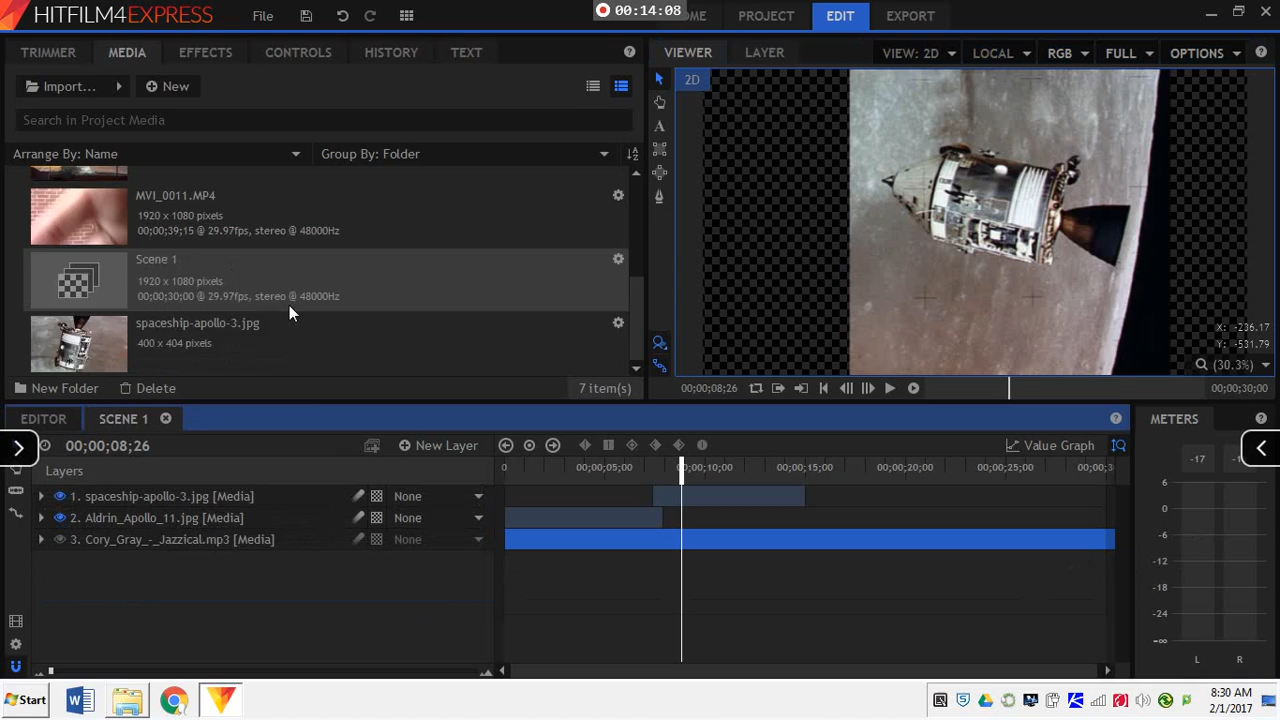 HITFILM4EXPRESS
File
00:14:08
HOME
PROJECT
EDIT
EXPORT
TRIMMER
MEDIA
EFFECTS
CONTROLS
HISTORY
TEXT
?
VIEWER
LAYER
VIEW: 2D
LOCAL
RGB
FULL
OPTIONS
?
Import...
New
2D
Search in Project Media
Arrange By: Name
Group By: Folder
MVI_0011.MP4
1920 x 1080 pixels
00;00;39;15 @ 29.97fps, stereo @ 48000Hz
Scene 1
1920 x 1080 pixels
00;00;30;00 @ 29.97fps, stereo @ 48000Hz
spaceship-apollo-3.jpg
400 x 404 pixels
X: -236.17
Y: -531.79
(30.3%)
New Folder
Delete
7 item(s)
00;00;08;26
00;00;30;00
EDITOR
SCENE 1
?
METERS
?
00;00;08;26
New Layer
Value Graph
-17
Layers
0
00;00;05;00
00;00;10;00
00;00;15;00
00;00;20;00
00;00;25;00
1. spaceship-apollo-3.jpg [Media]
None
2. Aldrin_Apollo_11.jpg [Media]
None
3. Cory_Gray_-_Jazzical.mp3 [Media]
None
6
0
-6
-12
-18
-24
-∞
L
R
Start
8:30 AM
2/1/2017